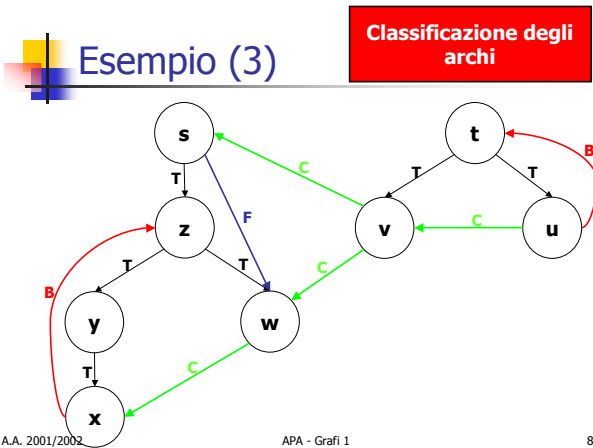 Classificazione degli
archi
Esempio (3)
s
t
B
C
T
T
T
F
z
v
C
u
T
T
C
B
y
w
T
C
x
A.A. 2001/2002
APA - Grafi 1
8